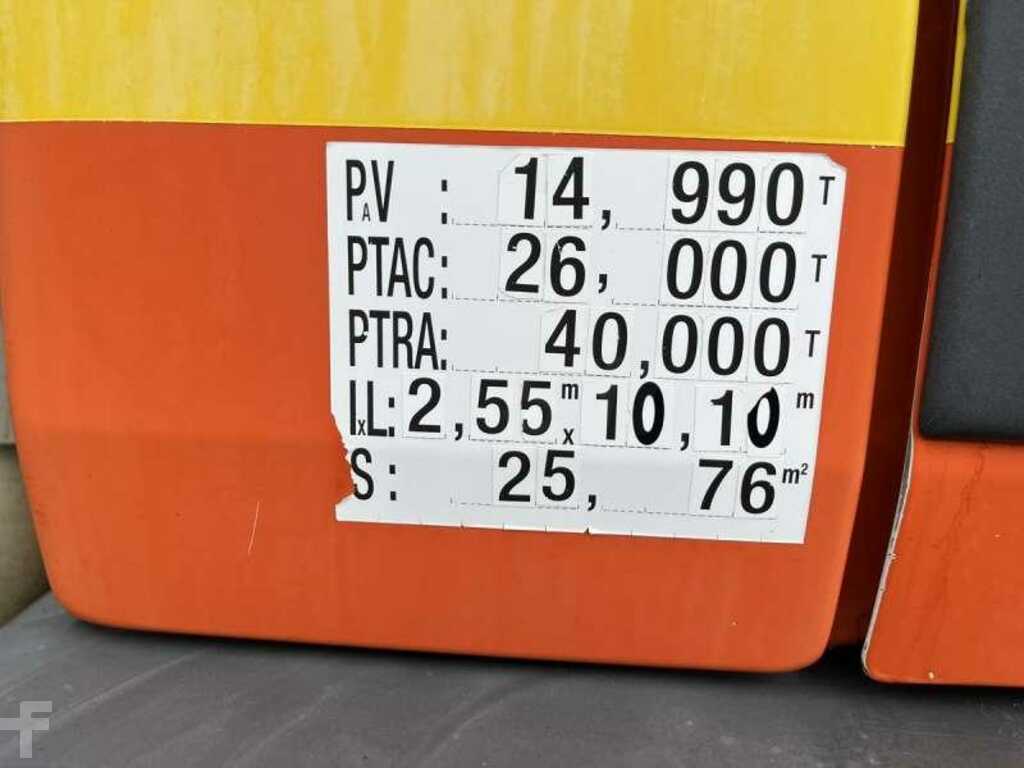 PAV : 14, 990 T
PTAC: 26, 000 T
PTRA: 40,000 T
IxL: 2,55 m x 10,10 m
S : 25, 76 m²
F